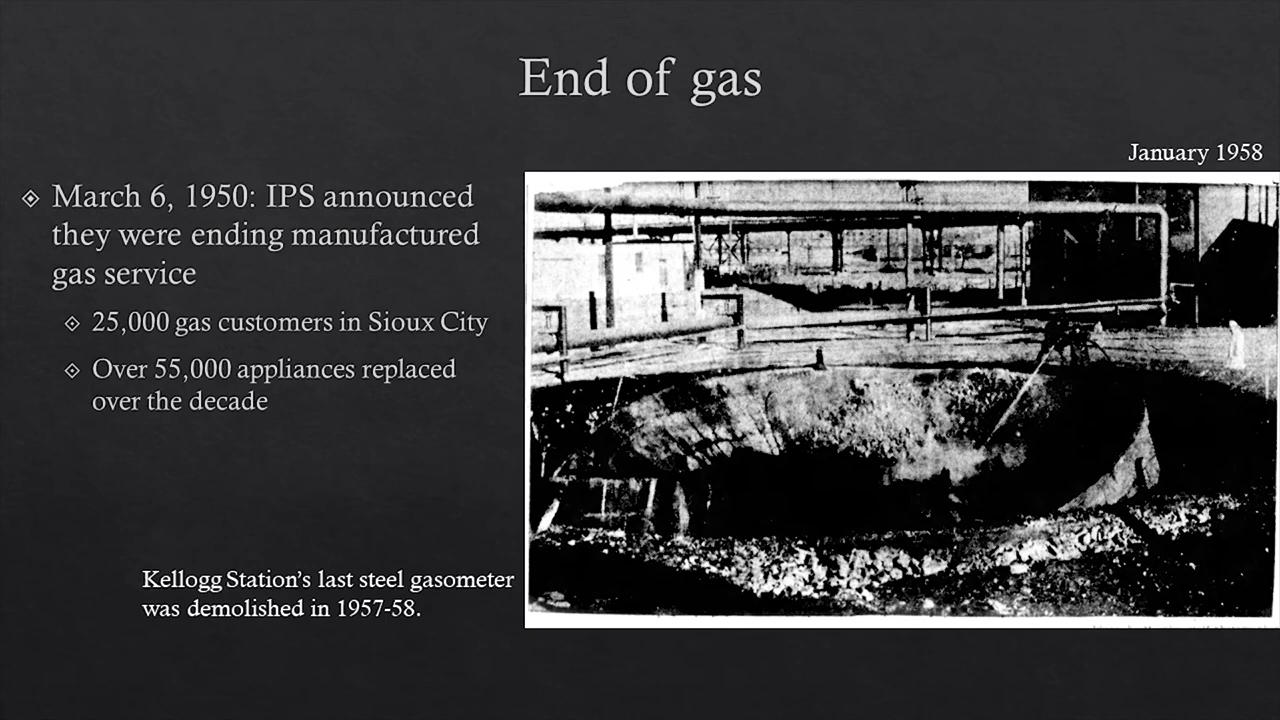 End of gas
January 1958
March 6, 1950: IPS announced
they were ending manufactured
gas service
25,000 gas customers in Sioux City
Over 55,000 appliances replaced
over the decade
Kellogg Station's last steel gasometer
was demolished in 1957-58.